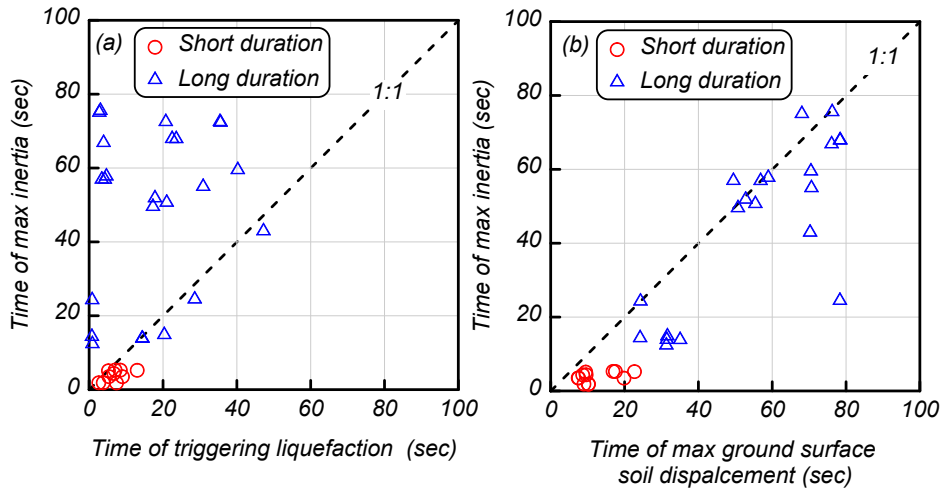 (a)
Short duration
Long duration
1:1
Time of max inertia (sec)
100
80
60
40
20
0
0 20 40 60 80 100
Time of triggering liquefaction (sec)
(b)
Short duration
Long duration
1:1
Time of max inertia (sec)
100
80
60
40
20
0
0 20 40 60 80 100
Time of max ground surface
soil dispalcement (sec)